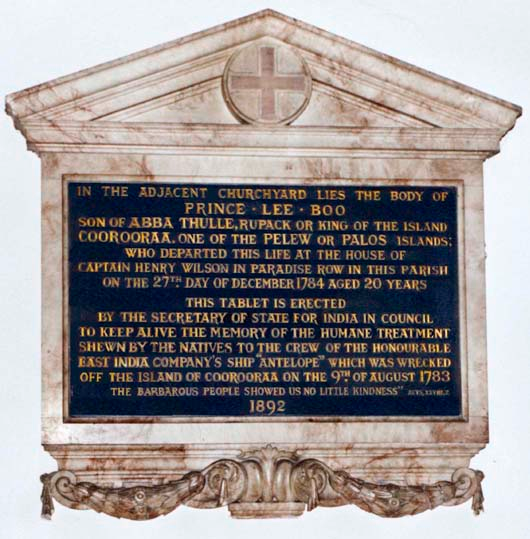 IN THE ADJACENT CHURCHYARD LIES THE BODY OF
PRINCE · LEE · BOO
SON OF ABBA THULLE, RUPACK OR KING OF THE ISLAND
COOROORAA, ONE OF THE PELEW OR PALOS ISLANDS;
WHO DEPARTED THIS LIFE AT THE HOUSE OF
CAPTAIN HENRY WILSON IN PARADISE ROW IN THIS PARISH
ON THE 27TH DAY OF DECEMBER 1784 AGED 20 YEARS
THIS TABLET IS ERECTED
BY THE SECRETARY OF STATE FOR INDIA IN COUNCIL
TO KEEP ALIVE THE MEMORY OF THE HUMANE TREATMENT
SHEWN BY THE NATIVES TO THE CREW OF THE HONOURABLE
EAST INDIA COMPANY'S SHIP "ANTELOPE" WHICH WAS WRECKED
OFF THE ISLAND OF COOROORAA ON THE 9TH OF AUGUST 1783
"THE BARBAROUS PEOPLE SHOWED US NO LITTLE KINDNESS"
1892